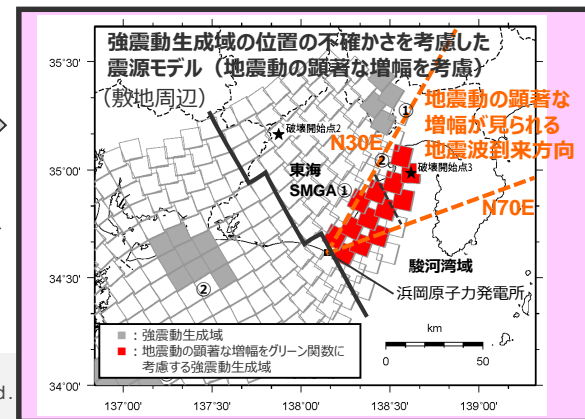 強震動生成域の位置の不確かさを考慮した
震源モデル（地震動の顕著な増幅を考慮）
（敷地周辺）
35°30'
35°00'
34°30'
34°00'
①
地震動の顕著な
増幅が見られる
地震波到来方向
破壊開始点2
N30E
②
東海
SMGA①
破壊開始点3
N70E
駿河湾域
浜岡原子力発電所
②
：強震動生成域
：地震動の顕著な増幅をグリーン関数に
考慮する強震動生成域
km
0 50
137°00' 137°30' 138°00' 138°30' 139°00'
d.